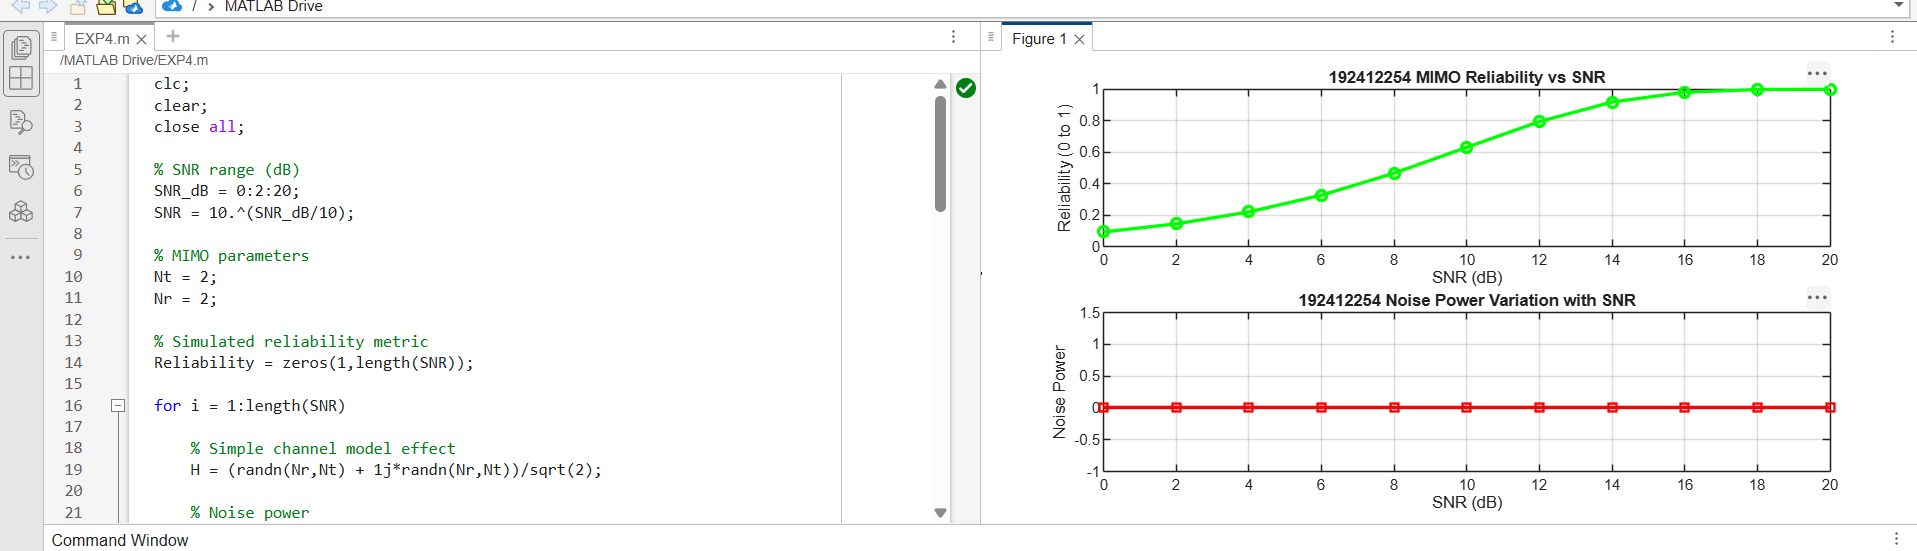 / > MATLAB Drive
EXP4.m
/MATLAB Drive/EXP4.m
1 clc;
2 clear;
3 close all;
4
5 % SNR range (dB)
6 SNR_dB = 0:2:20;
7 SNR = 10.^(SNR_dB/10);
8
9 % MIMO parameters
10 Nt = 2;
11 Nr = 2;
12
13 % Simulated reliability metric
14 Reliability = zeros(1,length(SNR));
15
16 for i = 1:length(SNR)
17
18 % Simple channel model effect
19 H = (randn(Nr,Nt) + 1j*randn(Nr,Nt))/sqrt(2);
20
21 % Noise power
Figure 1
192412254 MIMO Reliability vs SNR
Reliability (0 to 1)
1
0.8
0.6
0.4
0.2
0
0 2 4 6 8 10 12 14 16 18 20
SNR (dB)
192412254 Noise Power Variation with SNR
Noise Power
1.5
1
0.5
0
-0.5
-1
0 2 4 6 8 10 12 14 16 18 20
SNR (dB)
Command Window